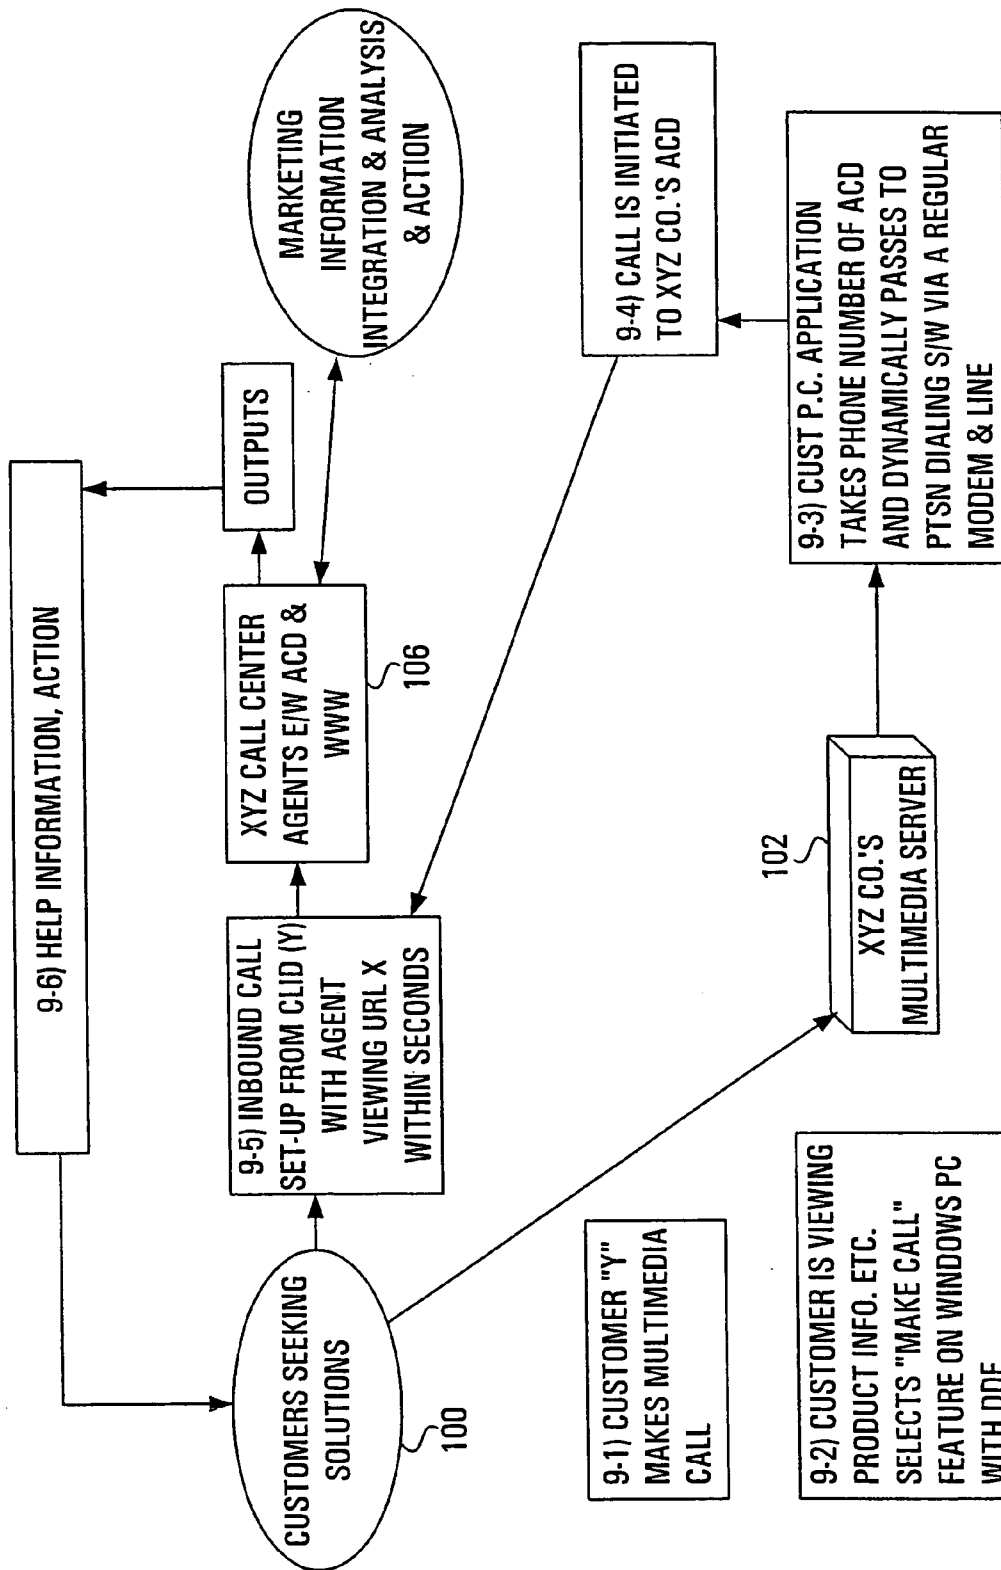 9-6) HELP INFORMATION, ACTION
CUSTOMERS SEEKING
SOLUTIONS
100
9-5) INBOUND CALL
SET-UP FROM CLID (Y)
WITH AGENT
VIEWING URL X
WITHIN SECONDS
XYZ CALL CENTER
AGENTS E/W ACD &
WWW
106
OUTPUTS
MARKETING
INFORMATION
INTEGRATION & ANALYSIS
& ACTION
9-1) CUSTOMER "Y"
MAKES MULTIMEDIA
CALL
9-2) CUSTOMER IS VIEWING
PRODUCT INFO. ETC.
SELECTS "MAKE CALL"
FEATURE ON WINDOWS PC
WITH
102
XYZ CO.'S
MULTIMEDIA SERVER
9-3) CUST P.C. APPLICATION
TAKES PHONE NUMBER OF ACD
AND DYNAMICALLY PASSES TO
PTSN DIALING S/W VIA A REGULAR
MODEM & LINE
9-4) CALL IS INITIATED
TO XYZ CO.'S ACD